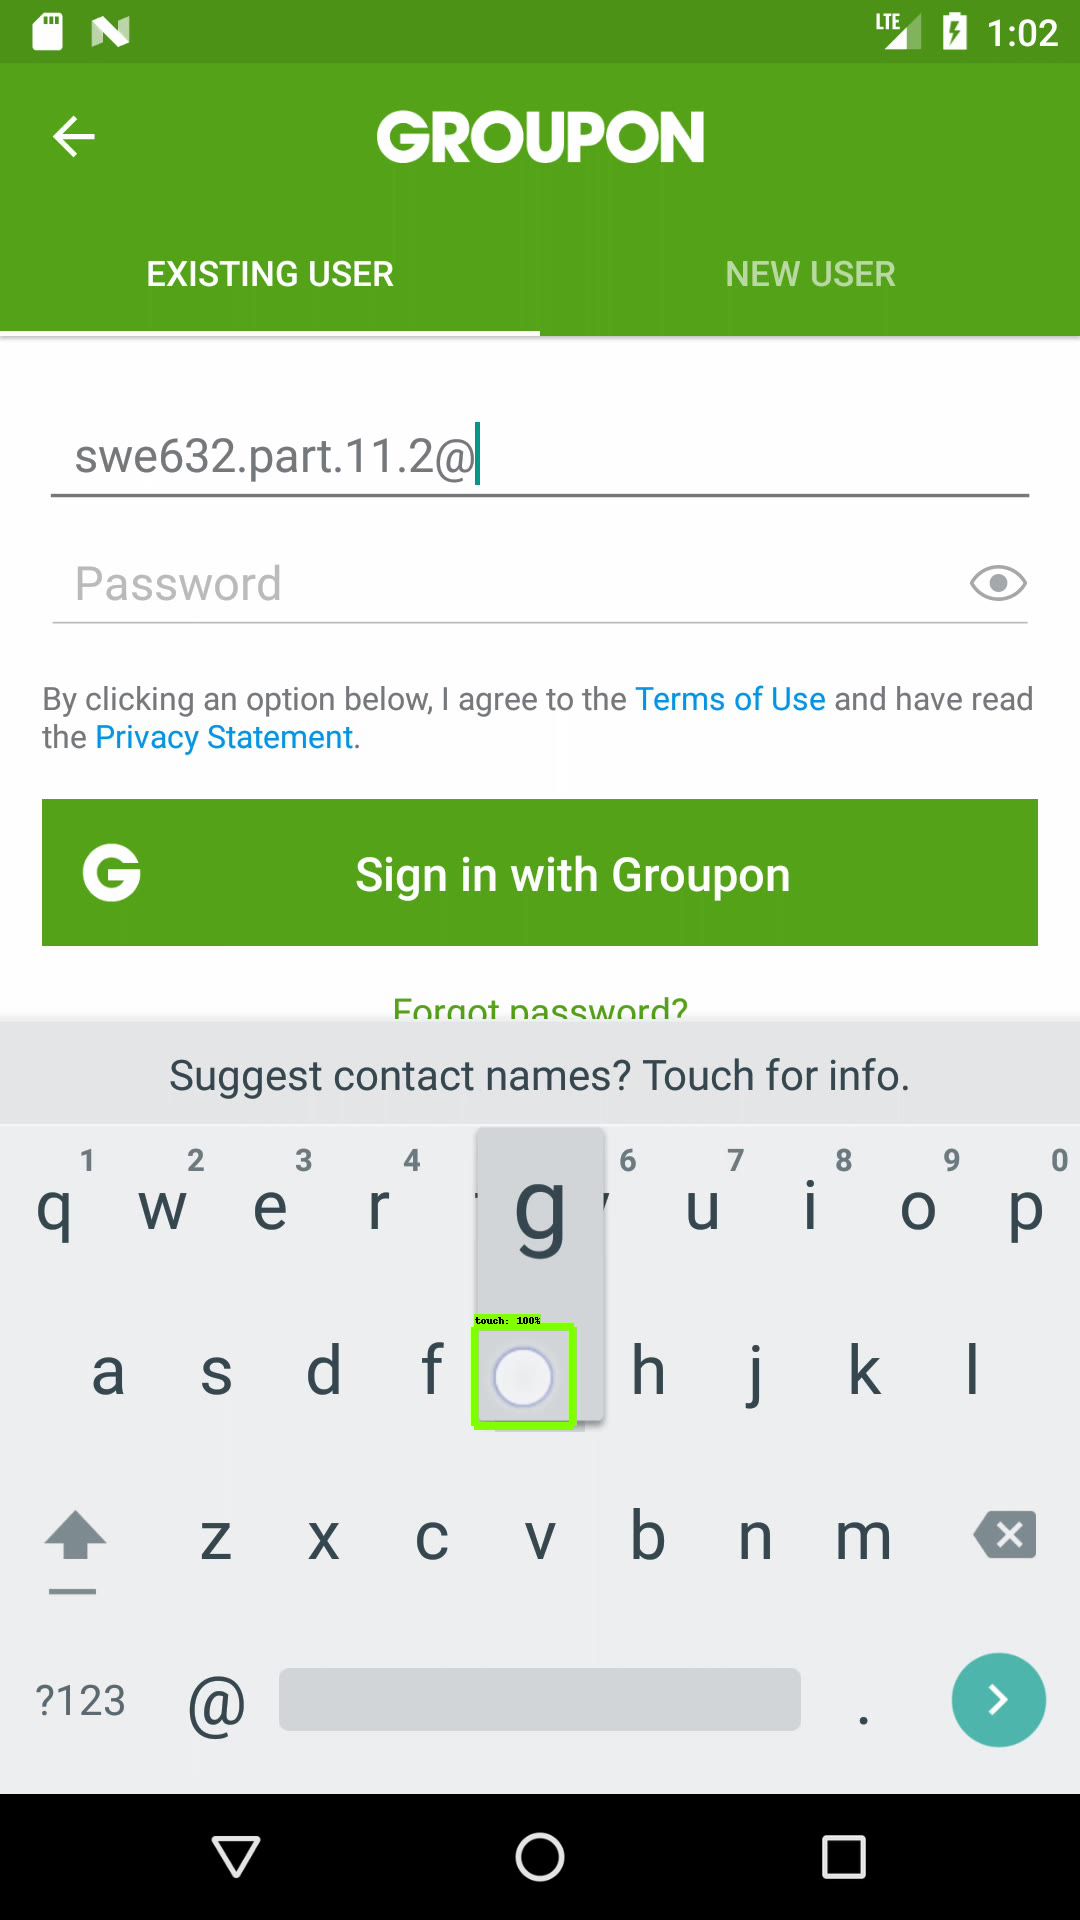 LTE 1:02
GROUPON
EXISTING USER NEW USER
swe632.part.11.2@
Password
By clicking an option below, I agree to the Terms of Use and have read
the Privacy Statement.
G Sign in with Groupon
Forgot password?
Suggest contact names? Touch for info.
1 2 3 4 6 7 8 9 0
q w e r g u i o p
touch: 100%
a s d f h j k l
z x c v b n m
?123 @ .